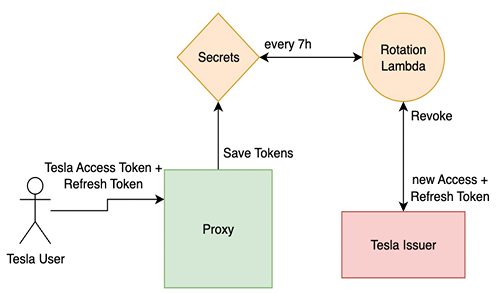 Secrets
every 7h
Rotation
Lambda
Revoke
Save Tokens
Tesla Access Token +
Refresh Token
new Access +
Refresh Token
Proxy
Tesla Issuer
Tesla User